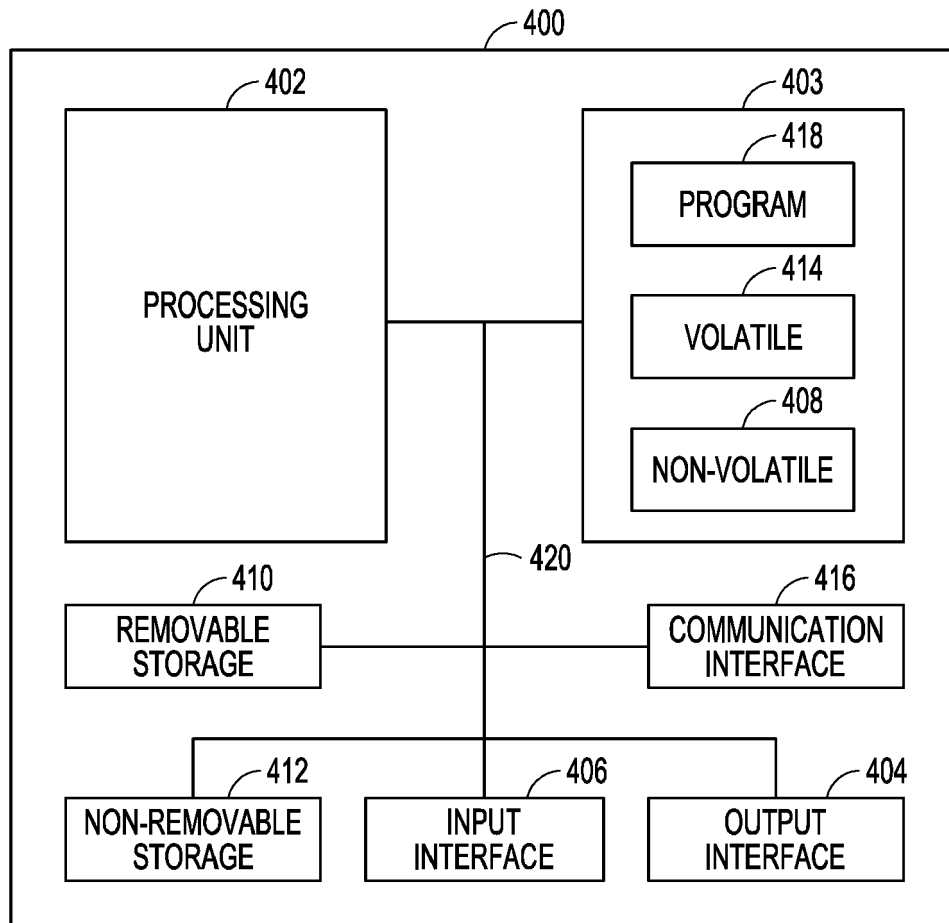 400
402
403
418
PROGRAM
PROCESSING
UNIT
414
VOLATILE
408
NON-VOLATILE
420
410
REMOVABLE
STORAGE
416
COMMUNICATION
INTERFACE
412
NON-REMOVABLE
STORAGE
406
INPUT
INTERFACE
404
OUTPUT
INTERFACE